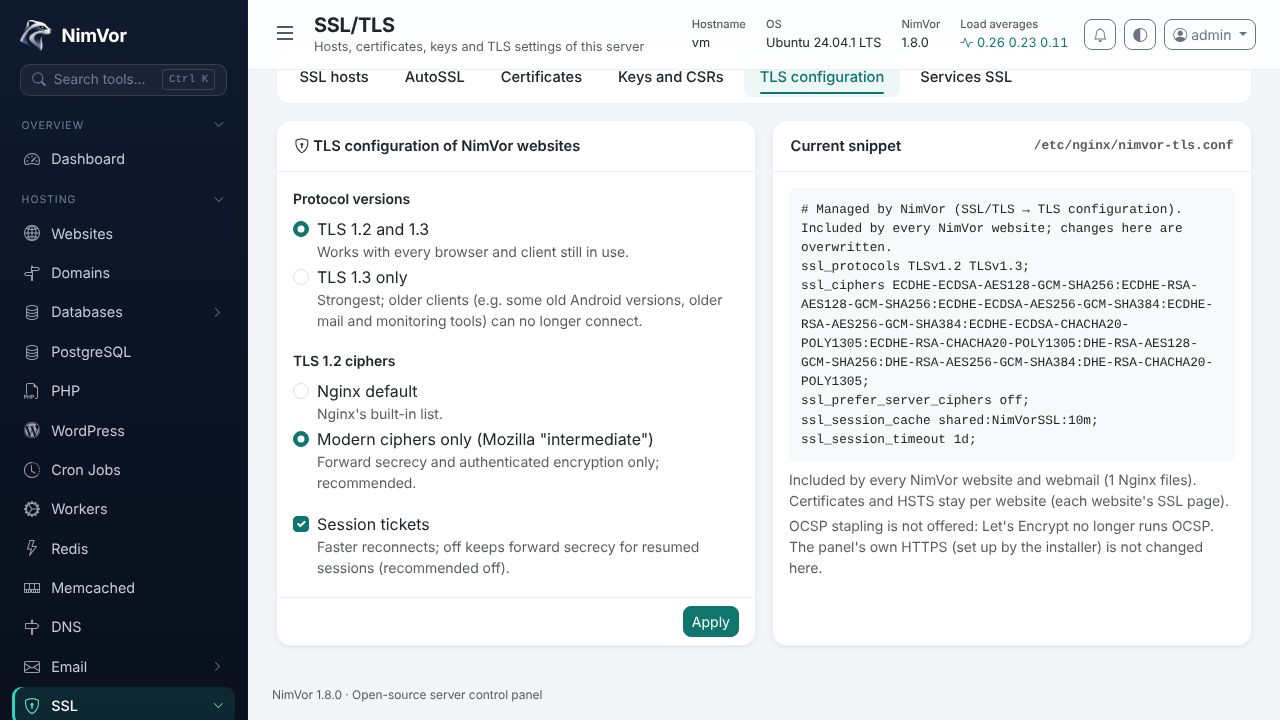 NimVor
Search tools... Ctrl K
OVERVIEW
Dashboard
HOSTING
Websites
Domains
Databases
PostgreSQL
PHP
WordPress
Cron Jobs
Workers
Redis
Memcached
DNS
Email
SSL
SSL/TLS
Hosts, certificates, keys and TLS settings of this server
Hostname
vm
OS
Ubuntu 24.04.1 LTS
NimVor
1.8.0
Load averages
0.26 0.23 0.11
admin
SSL hosts AutoSSL Certificates Keys and CSRs TLS configuration Services SSL
TLS configuration of NimVor websites
Protocol versions
TLS 1.2 and 1.3
Works with every browser and client still in use.
TLS 1.3 only
Strongest; older clients (e.g. some old Android versions, older
mail and monitoring tools) can no longer connect.
TLS 1.2 ciphers
Nginx default
Nginx's built-in list.
Modern ciphers only (Mozilla "intermediate")
Forward secrecy and authenticated encryption only;
recommended.
Session tickets
Faster reconnects; off keeps forward secrecy for resumed
sessions (recommended off).
Apply
Current snippet /etc/nginx/nimvor-tls.conf
# Managed by NimVor (SSL/TLS → TLS configuration).
Included by every NimVor website; changes here are
overwritten.
ssl_protocols TLSv1.2 TLSv1.3;
ssl_ciphers ECDHE-ECDSA-AES128-GCM-SHA256:ECDHE-RSA-
AES128-GCM-SHA256:ECDHE-ECDSA-AES256-GCM-SHA384:ECDHE-
RSA-AES256-GCM-SHA384:ECDHE-ECDSA-CHACHA20-
POLY1305:ECDHE-RSA-CHACHA20-POLY1305:DHE-RSA-AES128-
GCM-SHA256:DHE-RSA-AES256-GCM-SHA384:DHE-RSA-CHACHA20-
POLY1305;
ssl_prefer_server_ciphers off;
ssl_session_cache shared:NimVorSSL:10m;
ssl_session_timeout 1d;
Included by every NimVor website and webmail (1 Nginx files).
Certificates and HSTS stay per website (each website's SSL page).
OCSP stapling is not offered: Let's Encrypt no longer runs OCSP.
The panel's own HTTPS (set up by the installer) is not changed
here.
NimVor 1.8.0 · Open-source server control panel